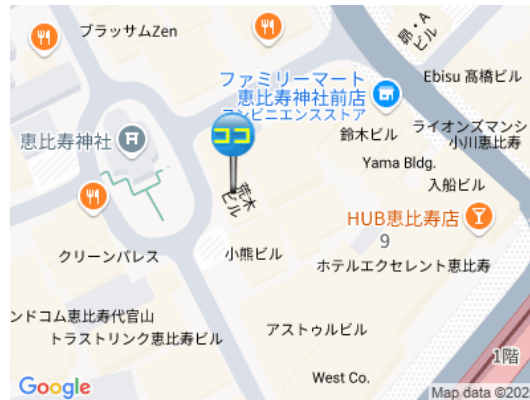 ブラッサムZen
昴・A
ビル
ファミリーマート
恵比寿神社前店
コンビニエンスストア
Ebisu 髙橋ビル
恵比寿神社
ココ
鈴木ビル
ライオンズマンシ
小川恵比寿
Yama Bldg.
入船ビル
荒木
ビル
HUB恵比寿店
9
クリーンパレス
小熊ビル
ホテルエクセレント恵比寿
ンドコム恵比寿代官山
トラストリンク恵比寿ビル
アストゥルビル
1階
West Co.
Google
Map data ©202